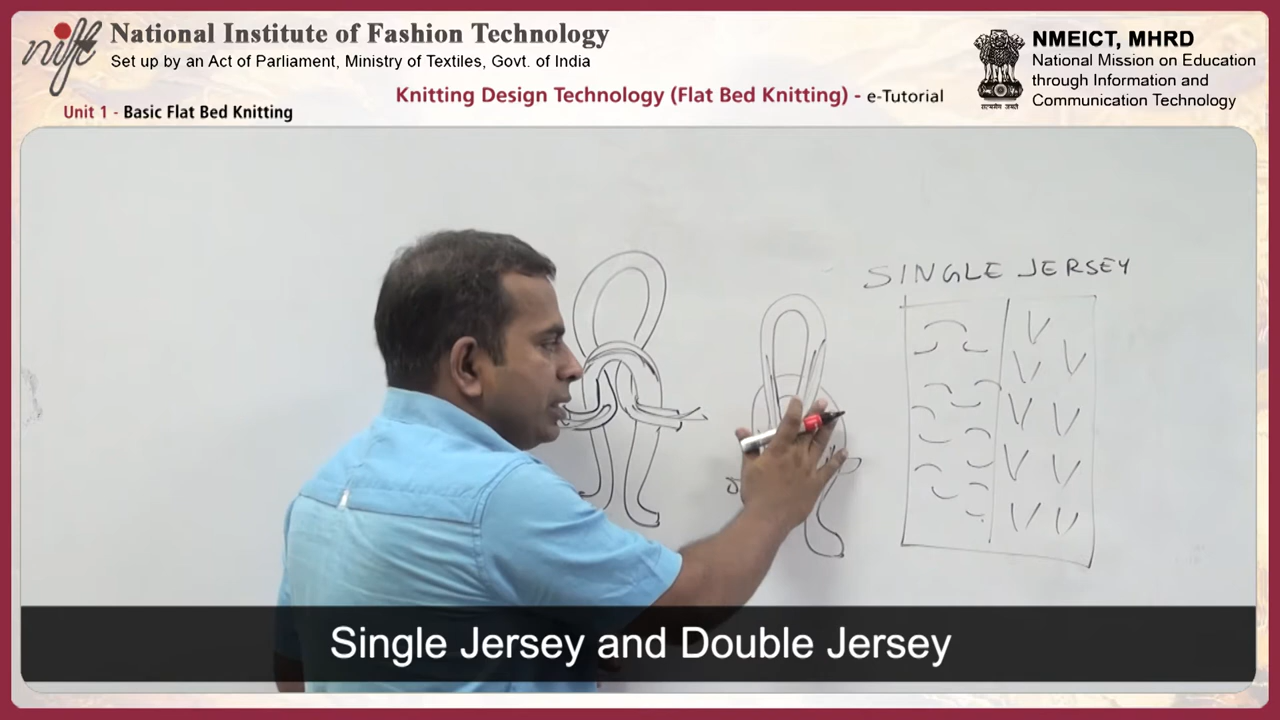 nift
National Institute of Fashion Technology
Set up by an Act of Parliament, Ministry of Textiles, Govt. of India
NMEICT, MHRD
National Mission on Education
through Information and
Communication Technology
Knitting Design Technology (Flat Bed Knitting) - e-Tutorial
Unit 1 - Basic Flat Bed Knitting
SINGLE JERSEY
Single Jersey and Double Jersey